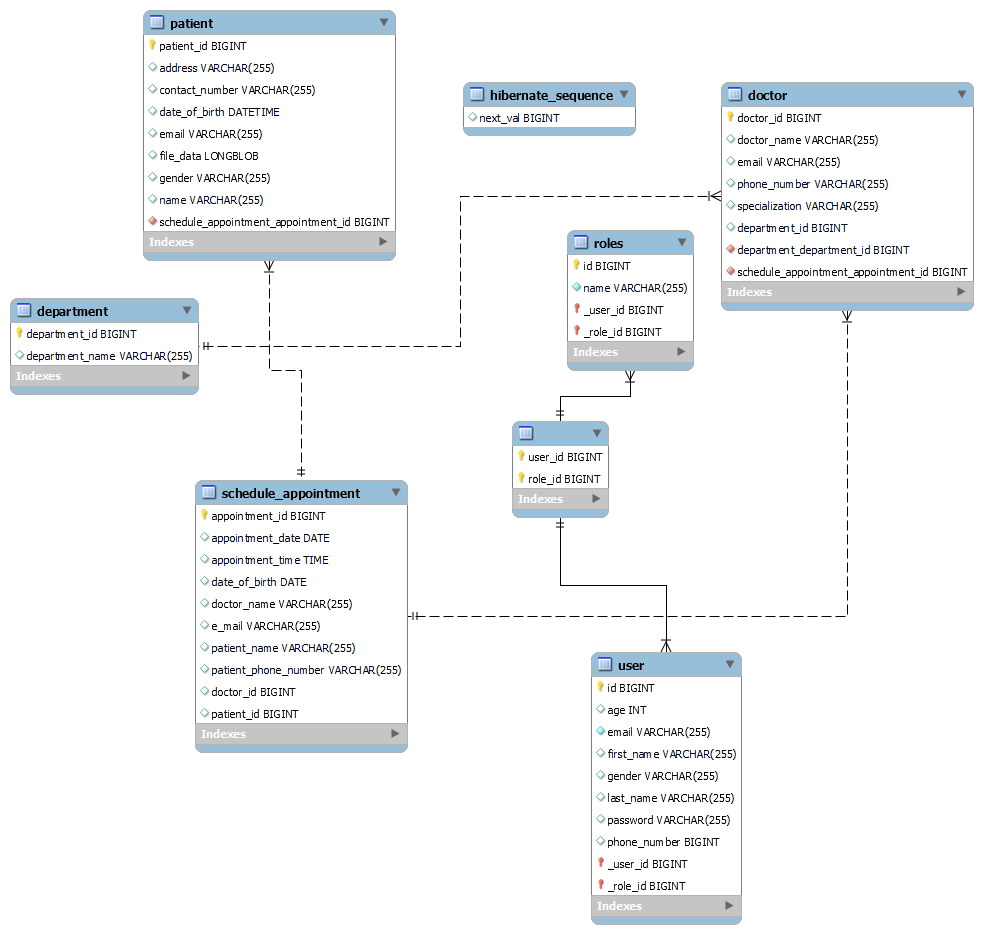 patient
patient_id BIGINT
address VARCHAR(255)
contact_number VARCHAR(255)
date_of_birth DATETIME
email VARCHAR(255)
file_data LONGBLOB
gender VARCHAR(255)
name VARCHAR(255)
schedule_appointment_appointment_id BIGINT
Indexes
hibernate_sequence
next_val BIGINT
doctor
doctor_id BIGINT
doctor_name VARCHAR(255)
email VARCHAR(255)
phone_number VARCHAR(255)
specialization VARCHAR(255)
department_id BIGINT
department_department_id BIGINT
schedule_appointment_appointment_id BIGINT
Indexes
roles
id BIGINT
name VARCHAR(255)
_user_id BIGINT
_role_id BIGINT
Indexes
department
department_id BIGINT
department_name VARCHAR(255)
Indexes
user_id BIGINT
role_id BIGINT
Indexes
schedule_appointment
appointment_id BIGINT
appointment_date DATE
appointment_time TIME
date_of_birth DATE
doctor_name VARCHAR(255)
e_mail VARCHAR(255)
patient_name VARCHAR(255)
patient_phone_number VARCHAR(255)
doctor_id BIGINT
patient_id BIGINT
Indexes
user
id BIGINT
age INT
email VARCHAR(255)
first_name VARCHAR(255)
gender VARCHAR(255)
last_name VARCHAR(255)
password VARCHAR(255)
phone_number BIGINT
_user_id BIGINT
_role_id BIGINT
Indexes